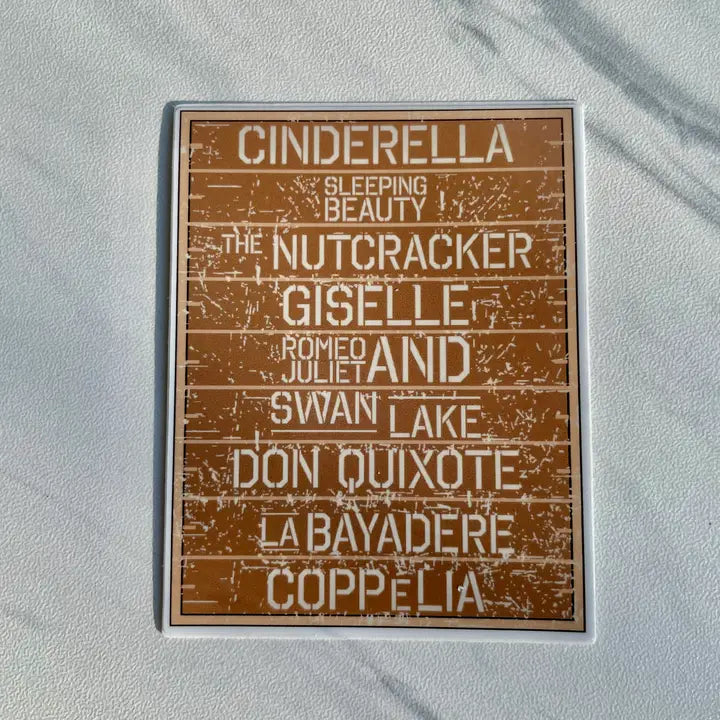 CINDERELLA
SLEEPING
BEAUTY
THE NUTCRACKER
GISELLE
ROMEO
JULIET AND
SWAN LAKE
DON QUIXOTE
LA BAYADERE
COPPeLIA